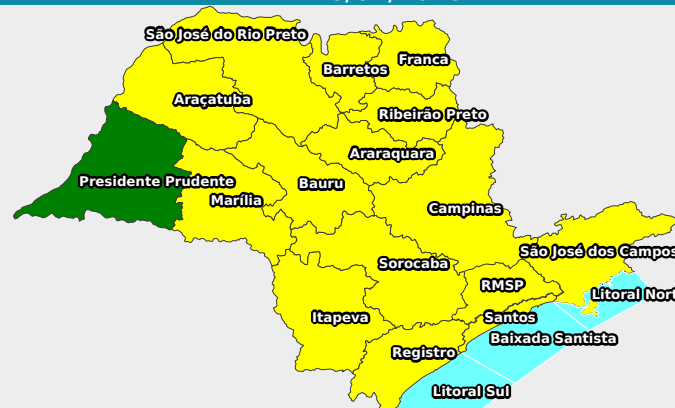 São José do Rio Preto
Barretos
Franca
Araçatuba
Ribeirão Preto
Araraquara
Presidente Prudente
Bauru
Marília
Campinas
São José dos Campos
Sorocaba
RMSP
Litoral Nort
Itapeva
Santos
Baixada Santista
Registro
Litoral Sul